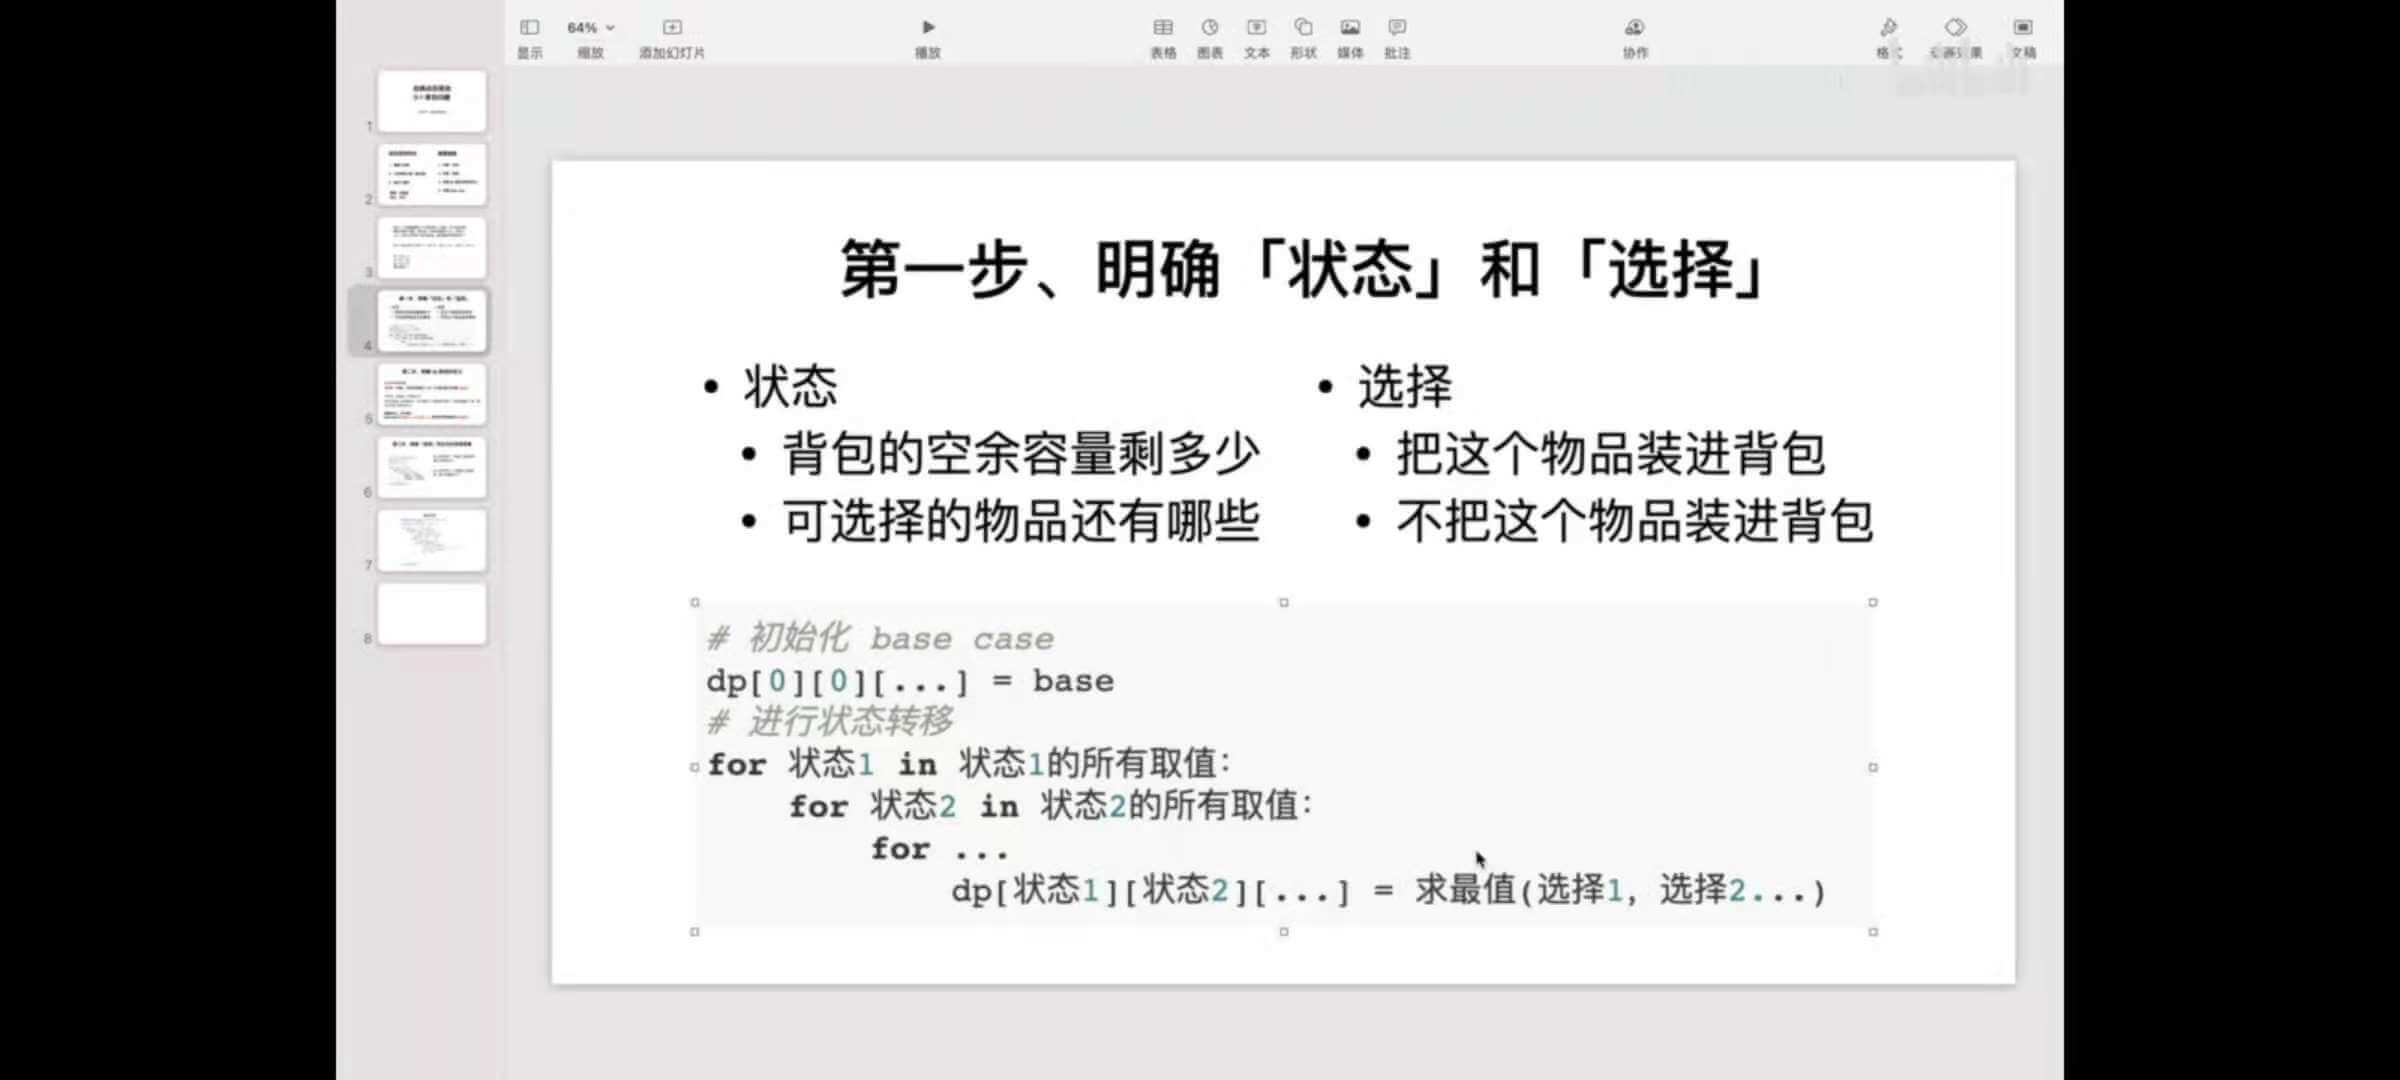 64%
显示 缩放 添加幻灯片 播放 表格 图表 文本 形状 媒体 批注 协作 格式 文稿
1
2
3
4
5
6
7
8
第一步、明确「状态」和「选择」
• 状态
• 背包的空余容量剩多少
• 可选择的物品还有哪些
• 选择
• 把这个物品装进背包
• 不把这个物品装进背包
# 初始化 base case
dp[0][0][...] = base
# 进行状态转移
for 状态1 in 状态1的所有取值：
for 状态2 in 状态2的所有取值：
for ...
dp[状态1][状态2][...] = 求最值(选择1，选择2...)